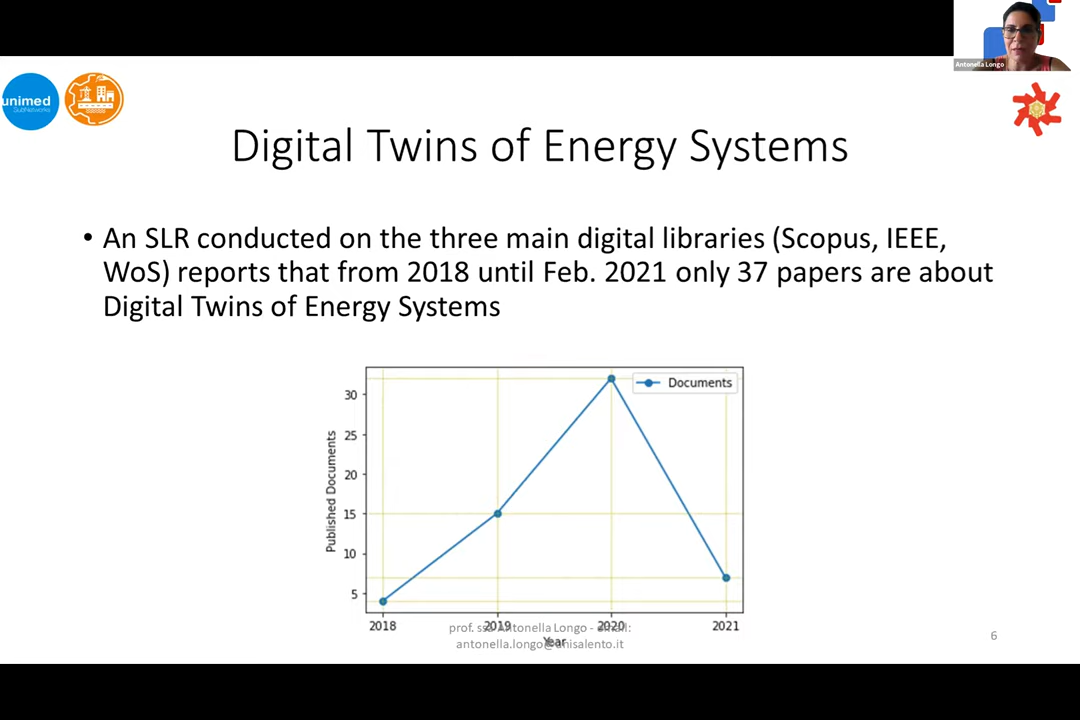 Antonella Longo
unimed
SubNetworks
Digital Twins of Energy Systems
• An SLR conducted on the three main digital libraries (Scopus, IEEE,
WoS) reports that from 2018 until Feb. 2021 only 37 papers are about
Digital Twins of Energy Systems
Documents
Published Documents
30
25
20
15
10
5
2018 2019 2020 2021
Year
prof. ssa Antonella Longo - email:
antonella.longo@unisalento.it
6